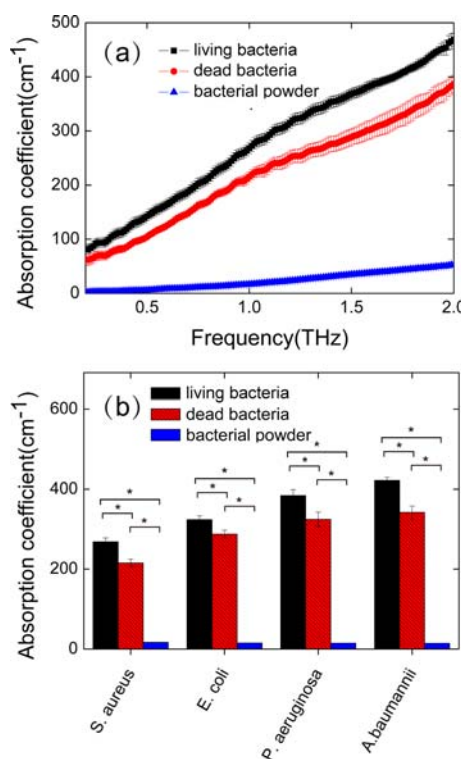 500
(a)
living bacteria
400
dead bacteria
bacterial powder
300
200
100
0
0.5 1.0 1.5 2.0
Absorption coefficient(cm⁻¹)
Frequency(THz)
(b)
living bacteria
dead bacteria
bacterial powder
600
400
200
0
* * *
* * *
* * *
* * *
Absorption coefficient(cm⁻¹)
S. aureus
E. coli
P. aeruginosa
A.baumannii